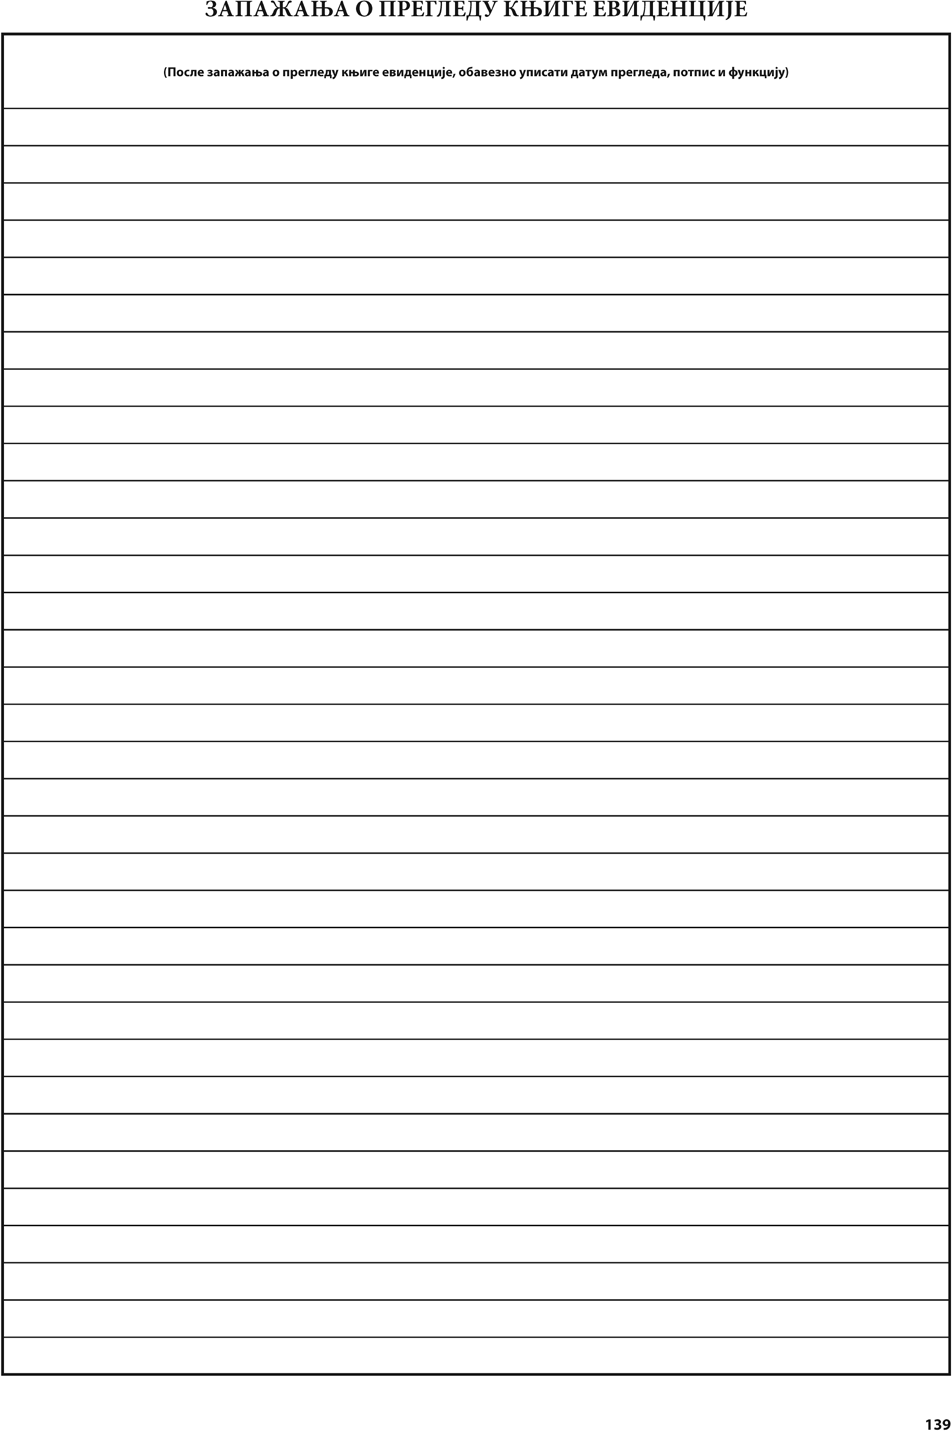 ЗАПАЖАЊА О ПРЕГЛЕДУ КЊИГЕ ЕВИДЕНЦИЈЕ
(После запажања о прегледу књиге евиденције, обавезно уписати датум прегледа, потпис и функцију)
139